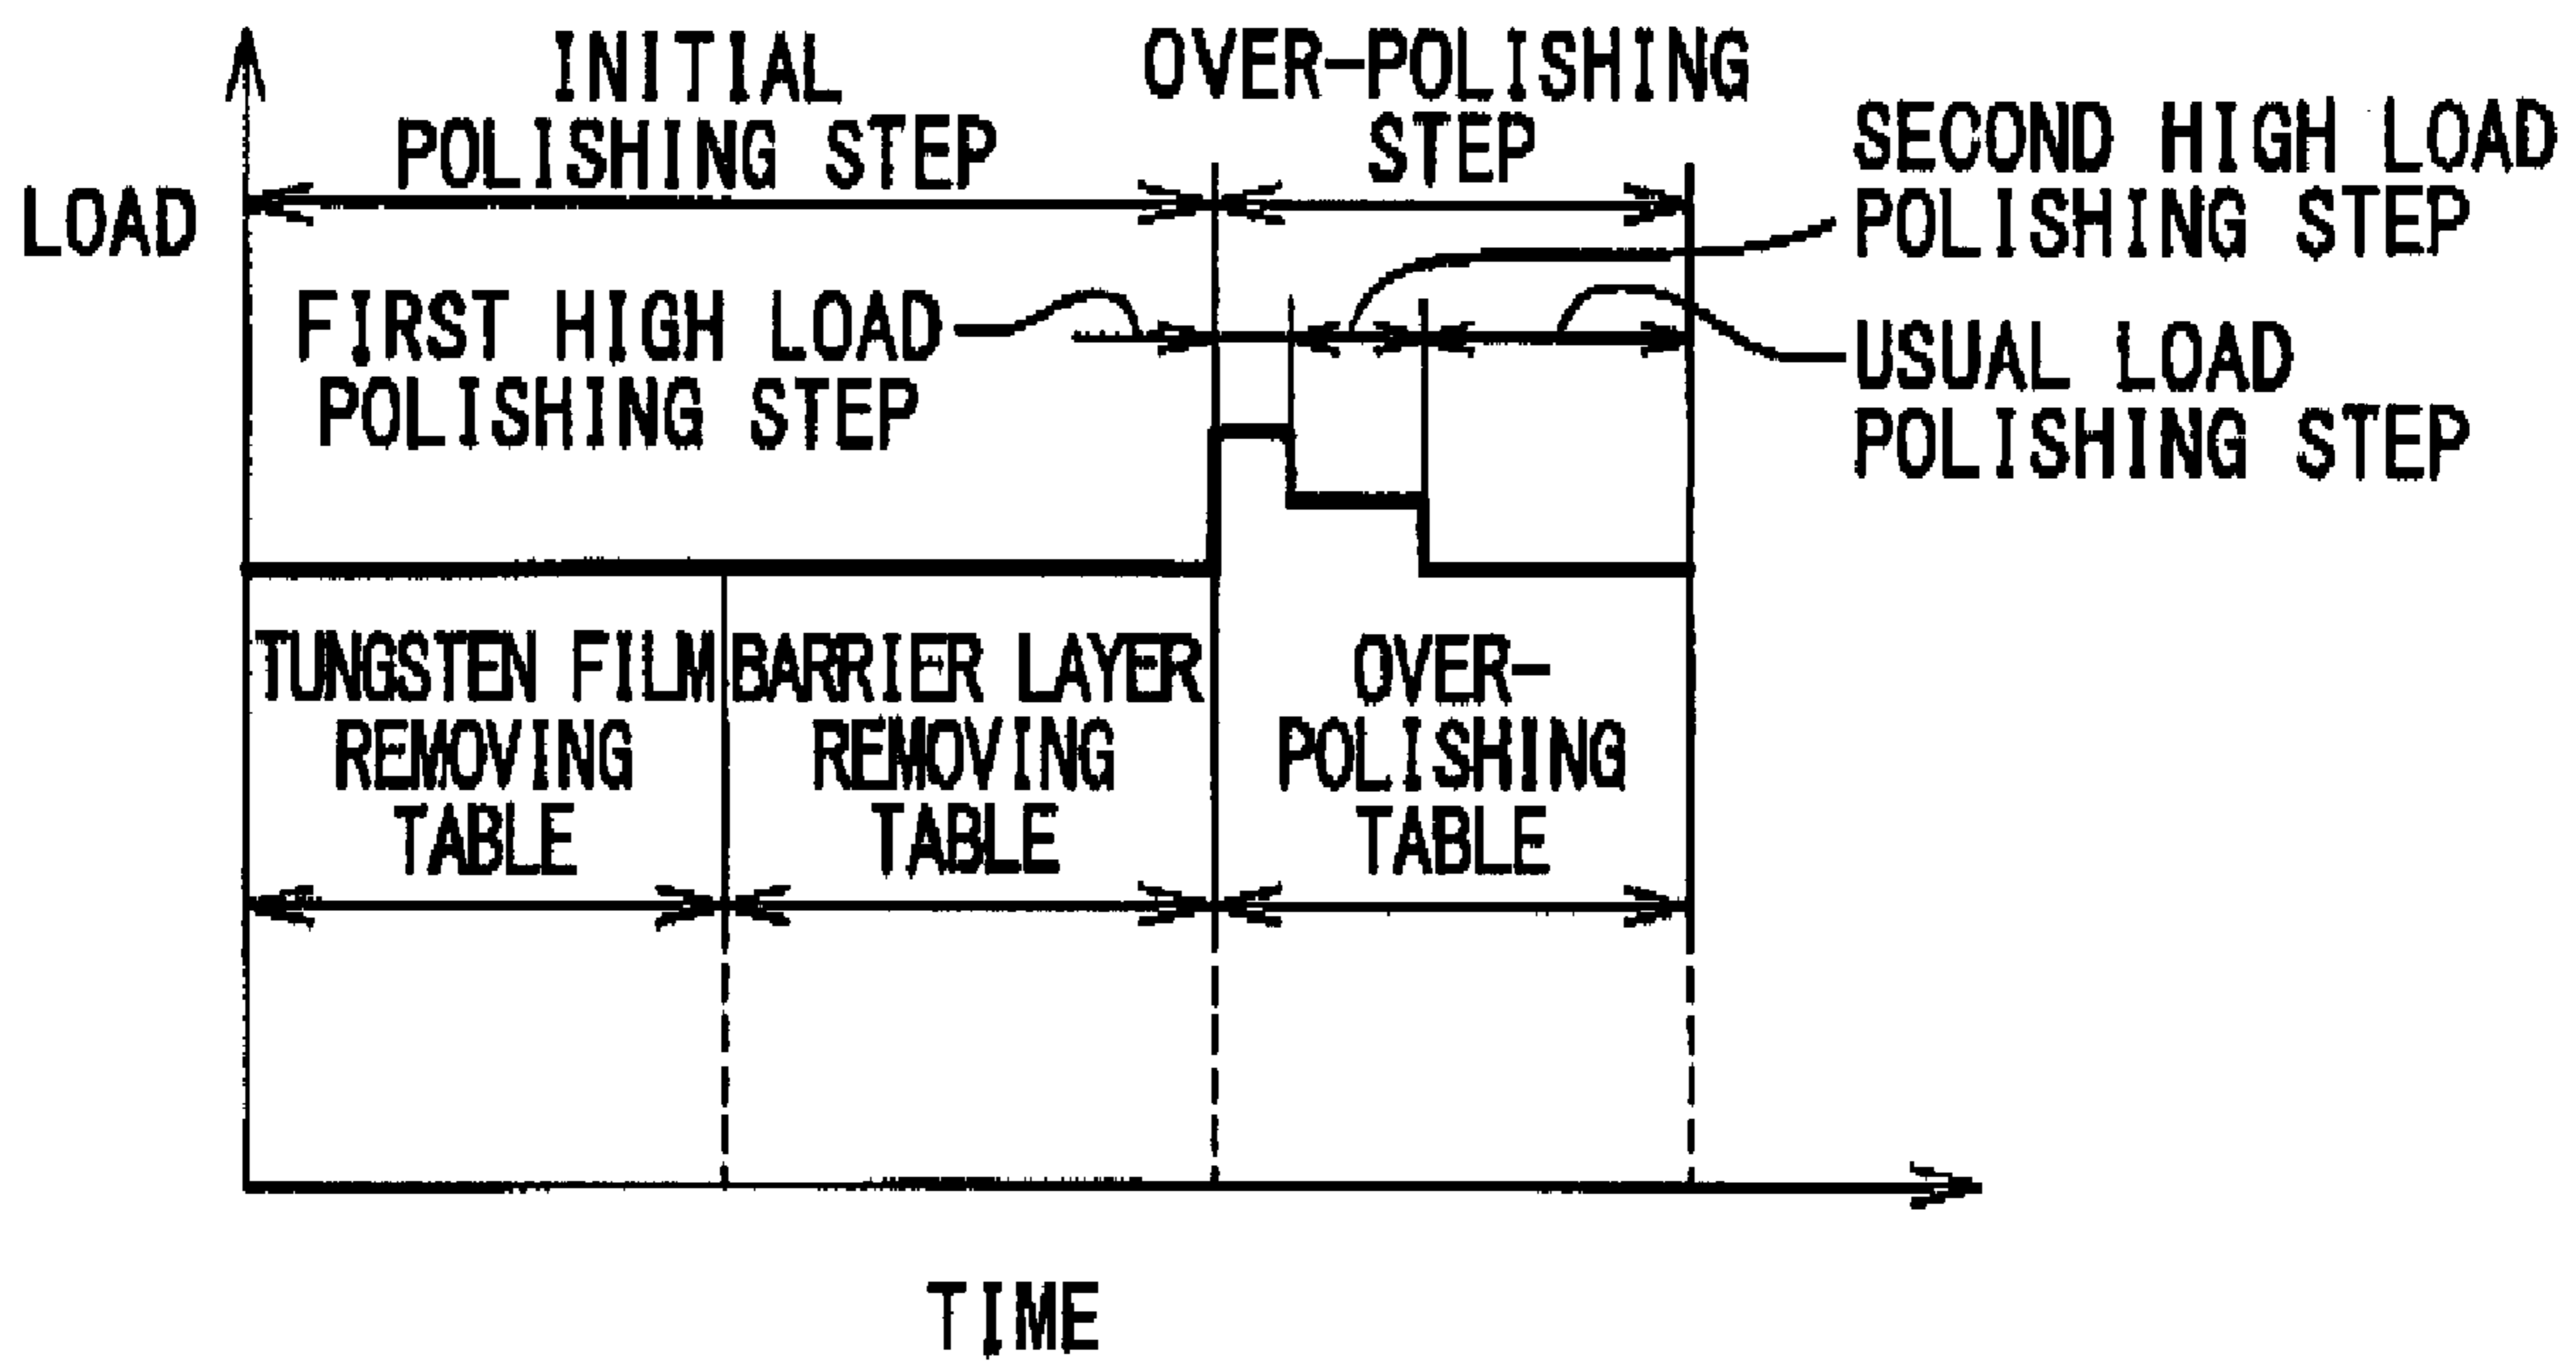 INITIAL
POLISHING STEP
OVER-POLISHING
STEP
SECOND HIGH LOAD
POLISHING STEP
LOAD
FIRST HIGH LOAD
POLISHING STEP
USUAL LOAD
POLISHING STEP
TUNGSTEN FILM
REMOVING
TABLE
BARRIER LAYER
REMOVING
TABLE
OVER-
POLISHING
TABLE
TIME